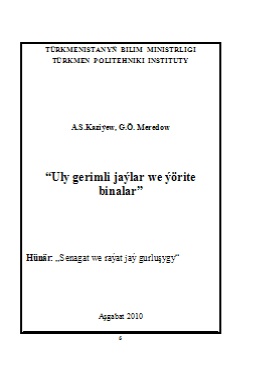 TÜRKMENISTANYŇ BILIM MINISTRLIGI
TÜRKMEN POLITEHNIKI INSTITUTY
A.S.Kaziýew, G.Ö. Meredow
“Uly gerimli jaýlar we ýörite
binalar”
Hünär: „Senagat we raýat jaý gurluşygy“
Aşgabat 2010